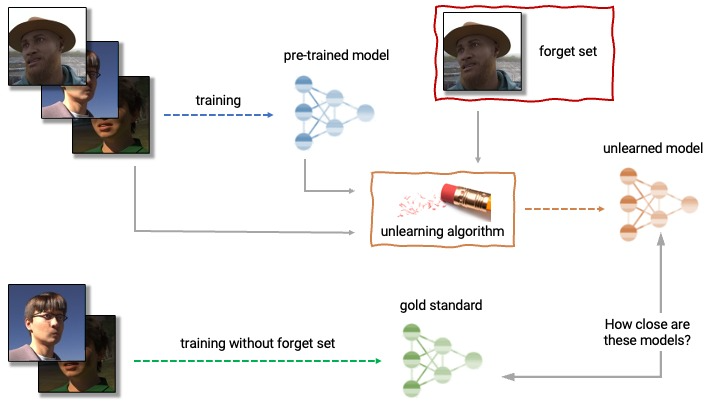 pre-trained model
forget set
training
unlearned model
unlearning algorithm
gold standard
training without forget set
How close are
these models?